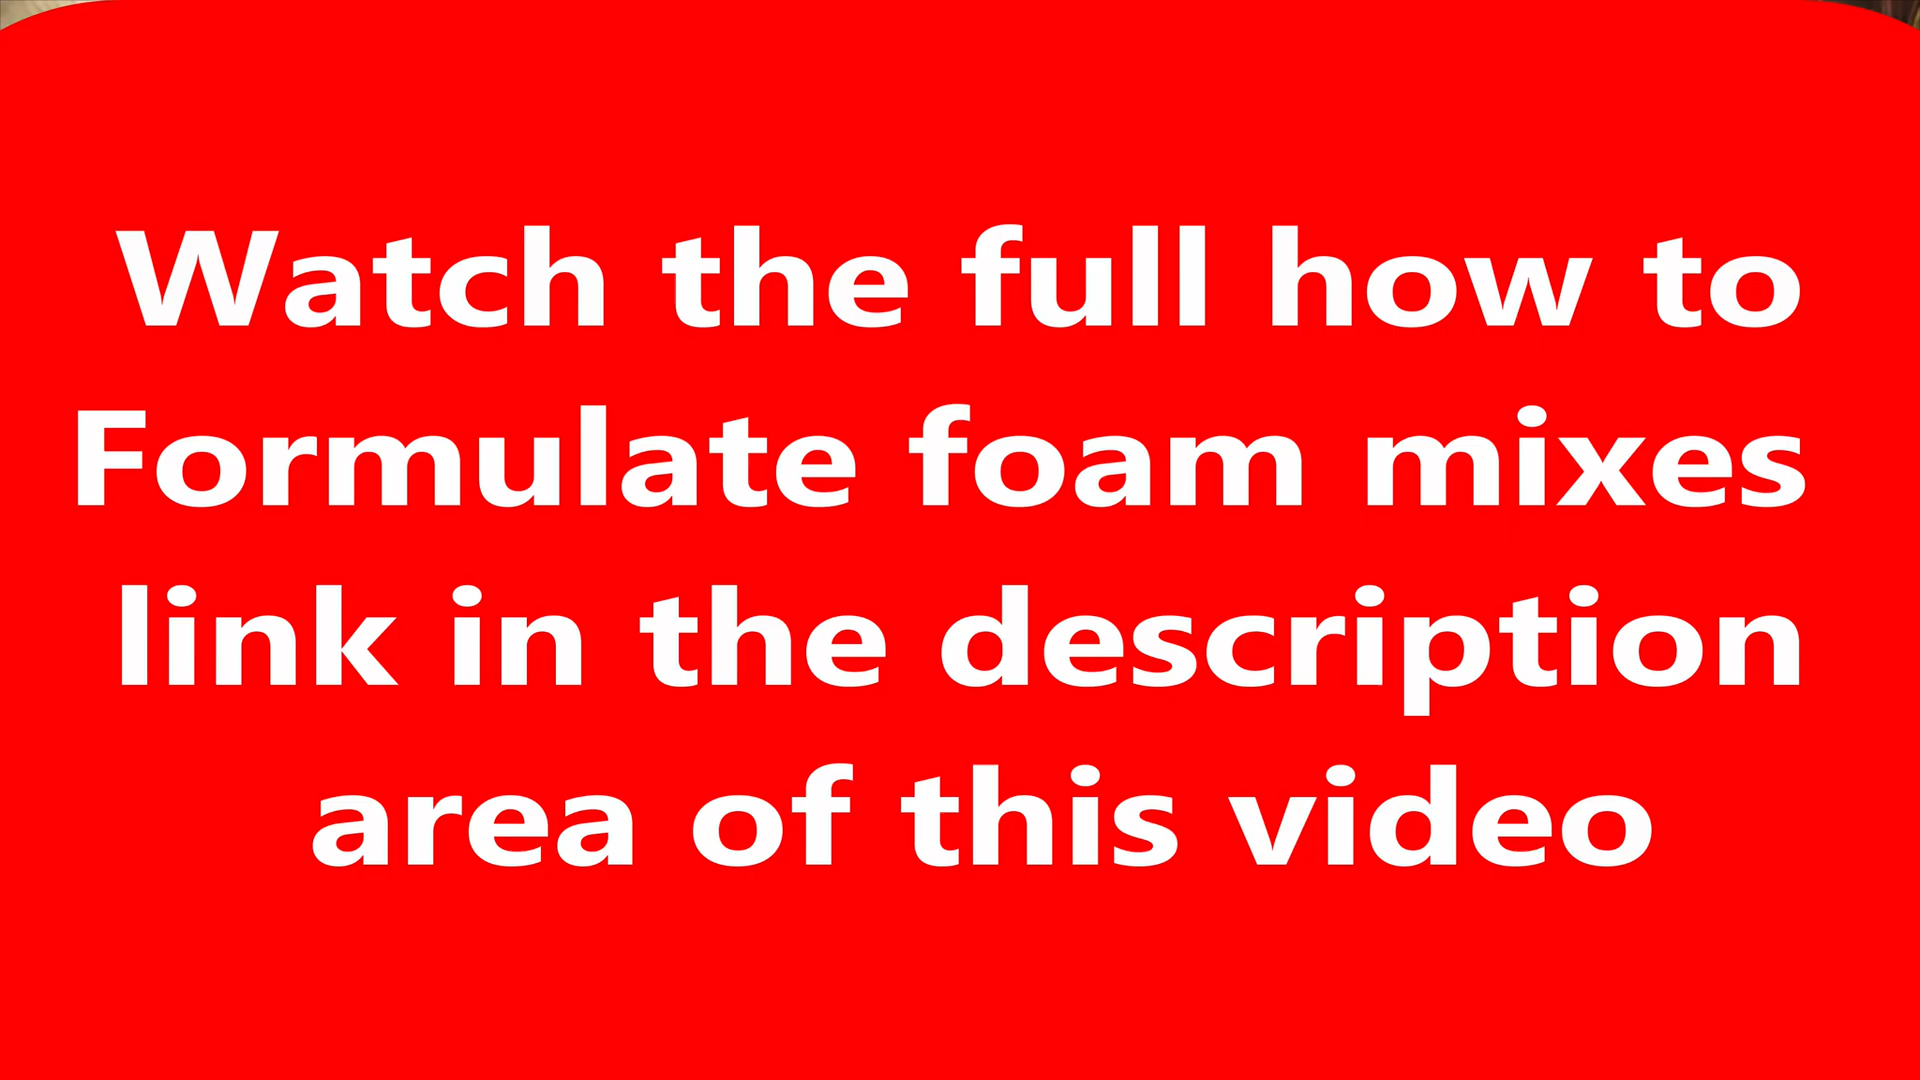 Watch the full how to
Formulate foam mixes
link in the description
area of this video